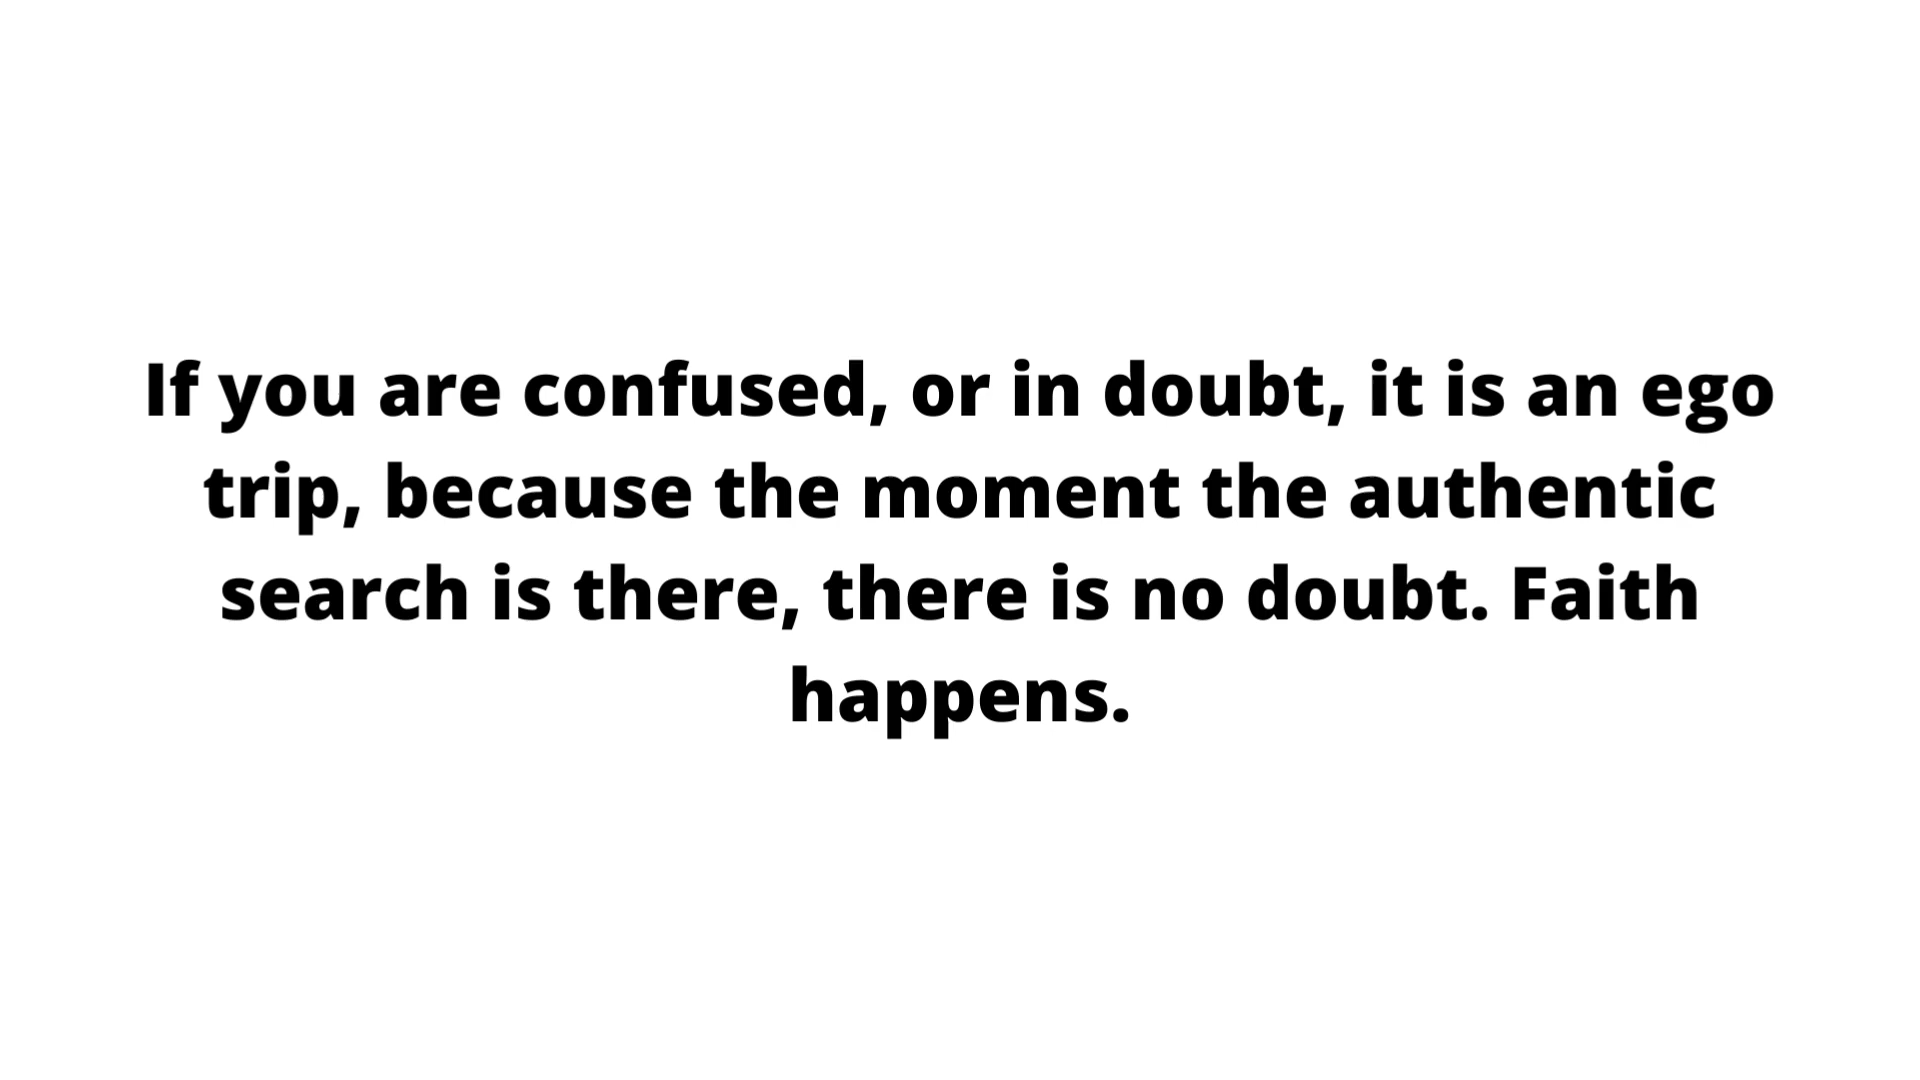 If you are confused, or in doubt, it is an ego
trip, because the moment the authentic
search is there, there is no doubt. Faith
happens.